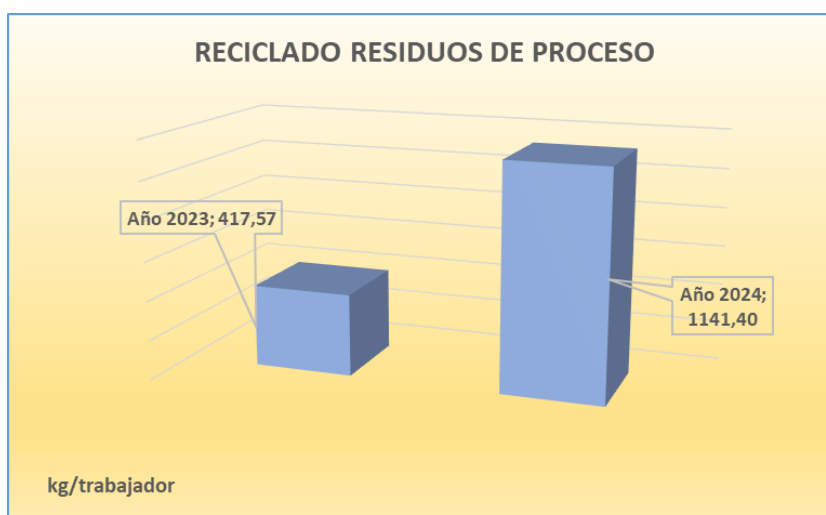 RECICLADO RESIDUOS DE PROCESO
Año 2023; 417,57
Año 2024;
1141,40
kg/trabajador